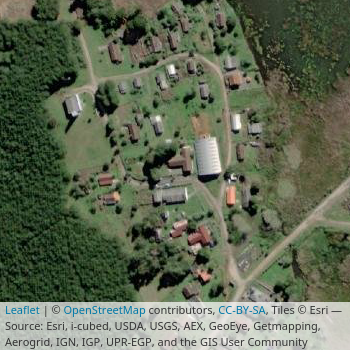 Leaflet | © OpenStreetMap contributors, CC-BY-SA, Tiles © Esri —
Source: Esri, i-cubed, USDA, USGS, AEX, GeoEye, Getmapping,
Aerogrid, IGN, IGP, UPR-EGP, and the GIS User Community